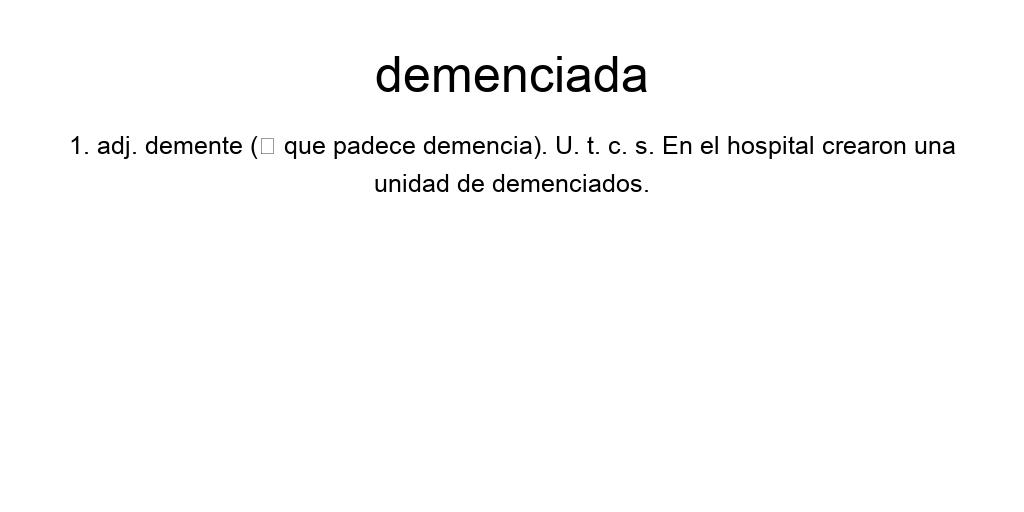 demenciada
1. adj. demente (▯ que padece demencia). U. t. c. s. En el hospital crearon una
unidad de demenciados.